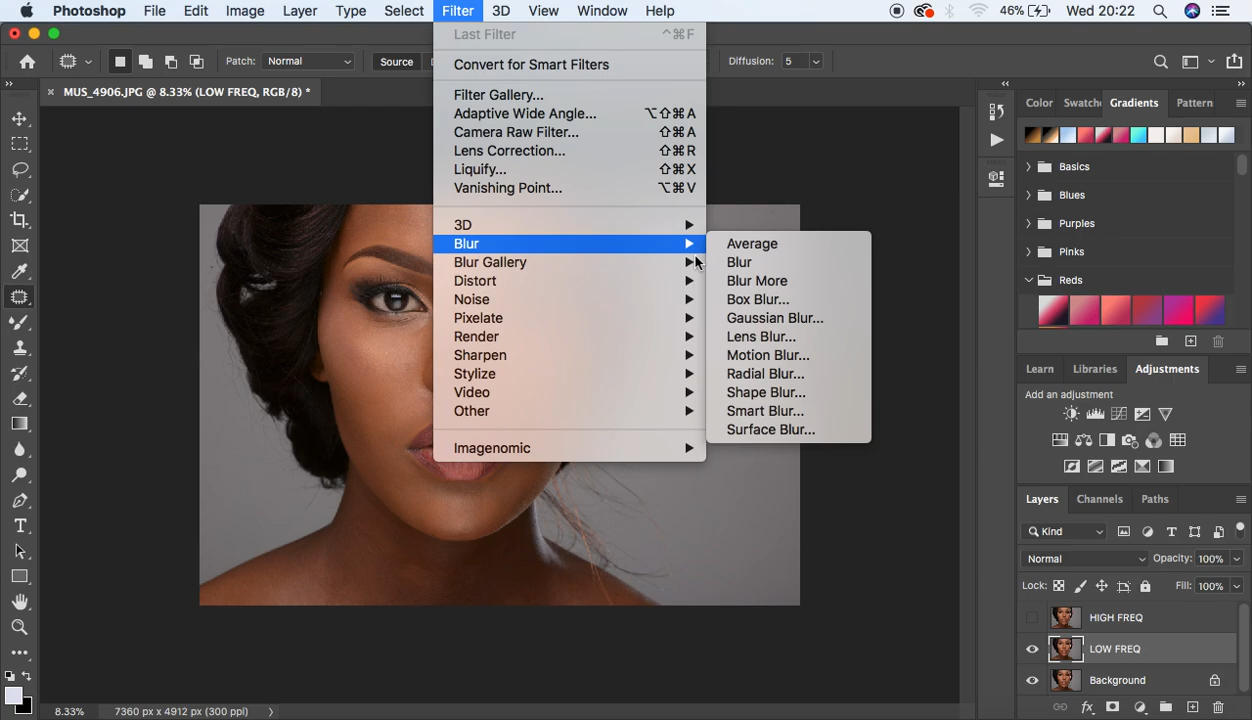 Photoshop File Edit Image Layer Type Select Filter 3D View Window Help 46% Wed 20:22
Patch: Normal Source Diffusion: 5
MUS_4906.JPG @ 8.33% (LOW FREQ, RGB/8) *
Last Filter ^⌘F
Convert for Smart Filters
Filter Gallery...
Adaptive Wide Angle... ⌥⇧⌘A
Camera Raw Filter... ⇧⌘A
Lens Correction... ⇧⌘R
Liquify... ⇧⌘X
Vanishing Point... ⌥⌘V
3D
Blur
Blur Gallery
Distort
Noise
Pixelate
Render
Sharpen
Stylize
Video
Other
Imagenomic
Average
Blur
Blur More
Box Blur...
Gaussian Blur...
Lens Blur...
Motion Blur...
Radial Blur...
Shape Blur...
Smart Blur...
Surface Blur...
Color Swatche Gradients Pattern
Basics
Blues
Purples
Pinks
Reds
Learn Libraries Adjustments
Add an adjustment
Layers Channels Paths
Kind
Normal Opacity: 100%
Lock: Fill: 100%
HIGH FREQ
LOW FREQ
Background
8.33% 7360 px x 4912 px (300 ppi)